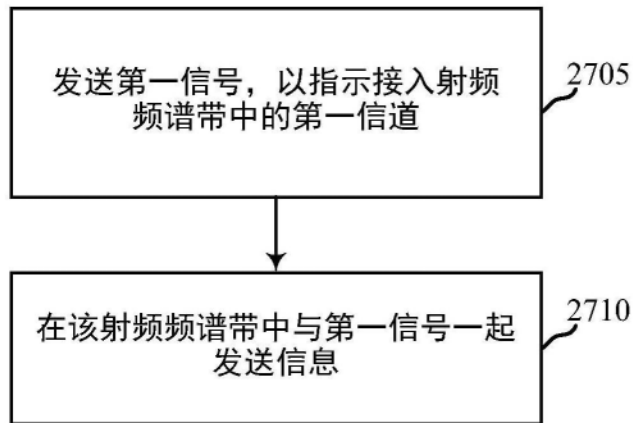 发送第一信号，以指示接入射频
频谱带中的第一信道
2705
在该射频频谱带中与第一信号一起
发送信息
2710